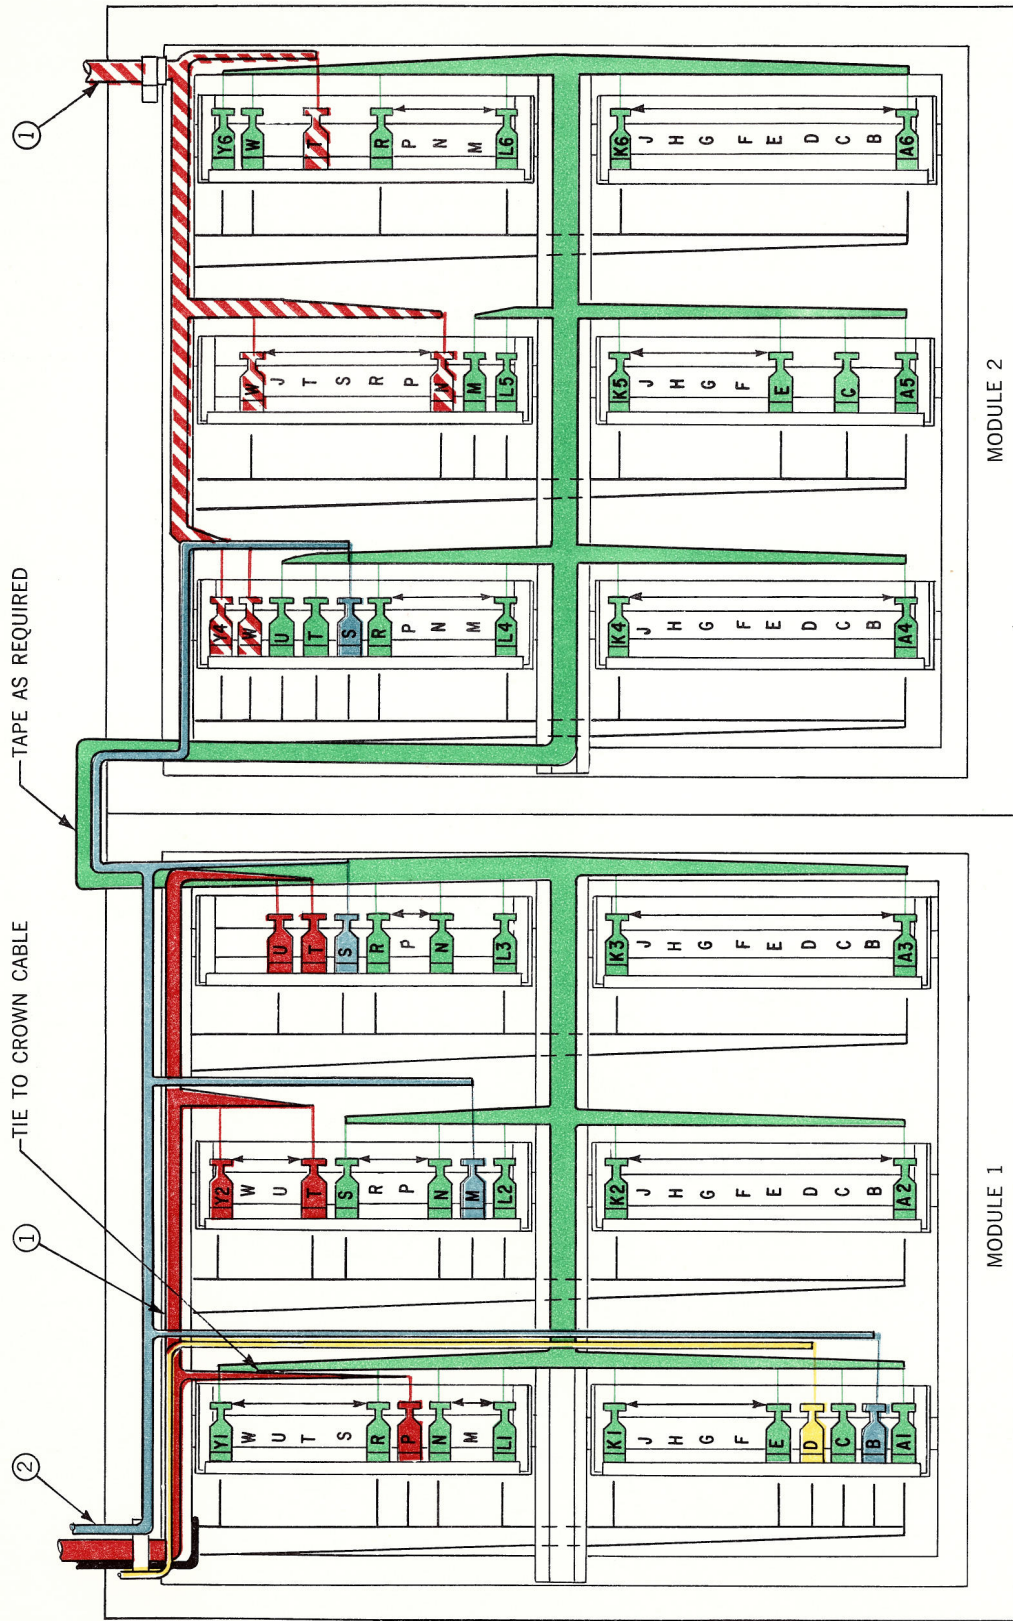 ②
①
TIE TO CROWN CABLE
TAPE AS REQUIRED
①
Y1
W
U
T
S
R
P
N
M
L1
K1
J
H
G
F
E
D
C
B
A1
Y2
W
U
T
S
R
P
N
M
L2
K2
J
H
G
F
E
D
C
B
A2
U
T
S
R
P
N
L3
K3
J
H
G
F
E
D
C
B
A3
MODULE 1
Y4
W
U
T
S
R
P
N
M
L4
K4
J
H
G
F
E
D
C
B
A4
W
J
T
S
R
P
N
M
L5
K5
J
H
G
F
E
C
A5
Y6
W
T
R
P
N
M
L6
K6
J
H
G
F
E
D
C
B
A6
MODULE 2